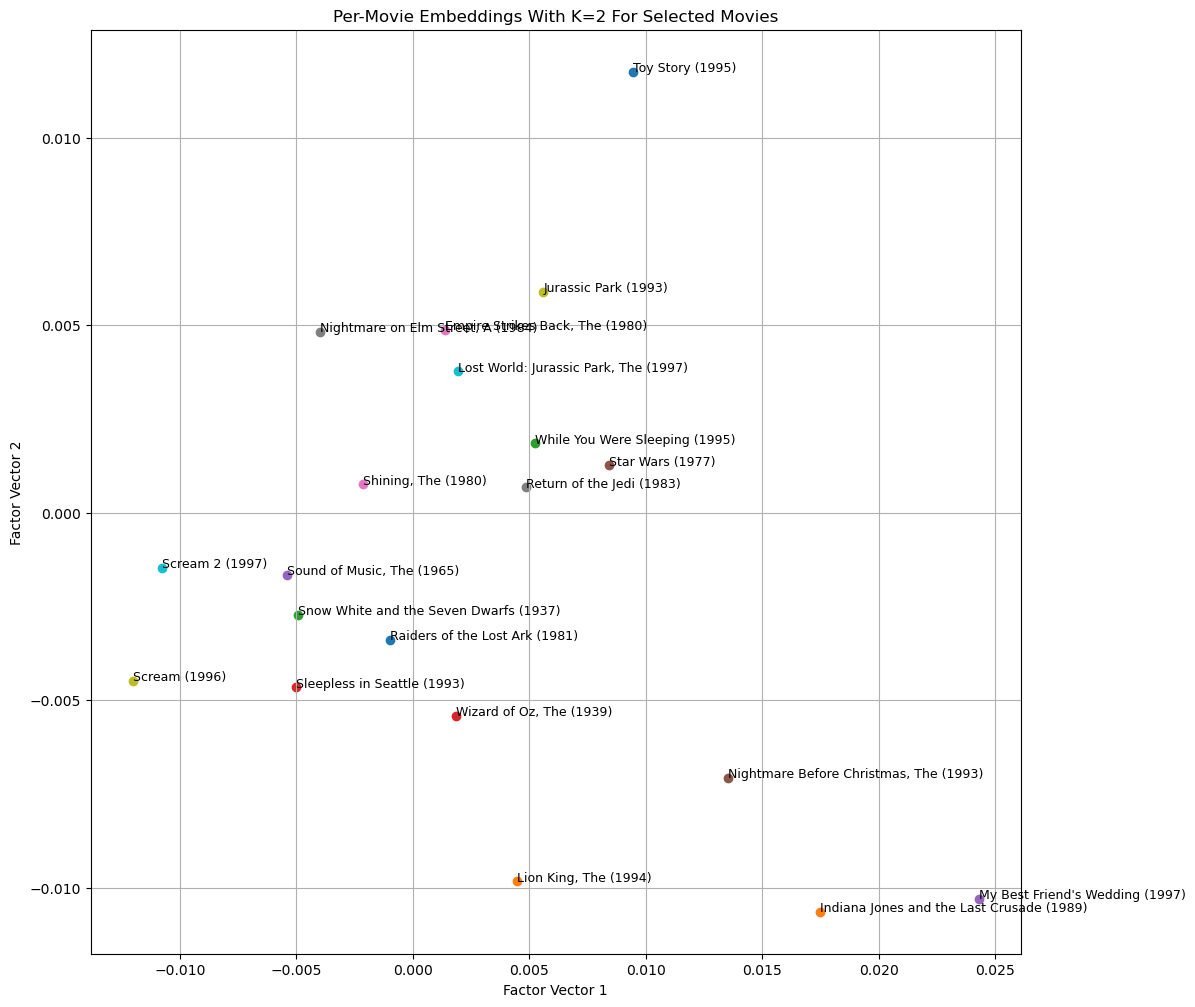 Per-Movie Embeddings With K=2 For Selected Movies
Toy Story (1995)
0.010
Jurassic Park (1993)
0.005
Nightmare on Elm Street, A (1984)
Empire Strikes Back, The (1980)
Lost World: Jurassic Park, The (1997)
While You Were Sleeping (1995)
Star Wars (1977)
Shining, The (1980)
Return of the Jedi (1983)
0.000
Factor Vector 2
Scream 2 (1997)
Sound of Music, The (1965)
Snow White and the Seven Dwarfs (1937)
Raiders of the Lost Ark (1981)
Scream (1996)
Sleepless in Seattle (1993)
−0.005
Wizard of Oz, The (1939)
Nightmare Before Christmas, The (1993)
Lion King, The (1994)
−0.010
My Best Friend's Wedding (1997)
Indiana Jones and the Last Crusade (1989)
−0.010 −0.005 0.000 0.005 0.010 0.015 0.020 0.025
Factor Vector 1